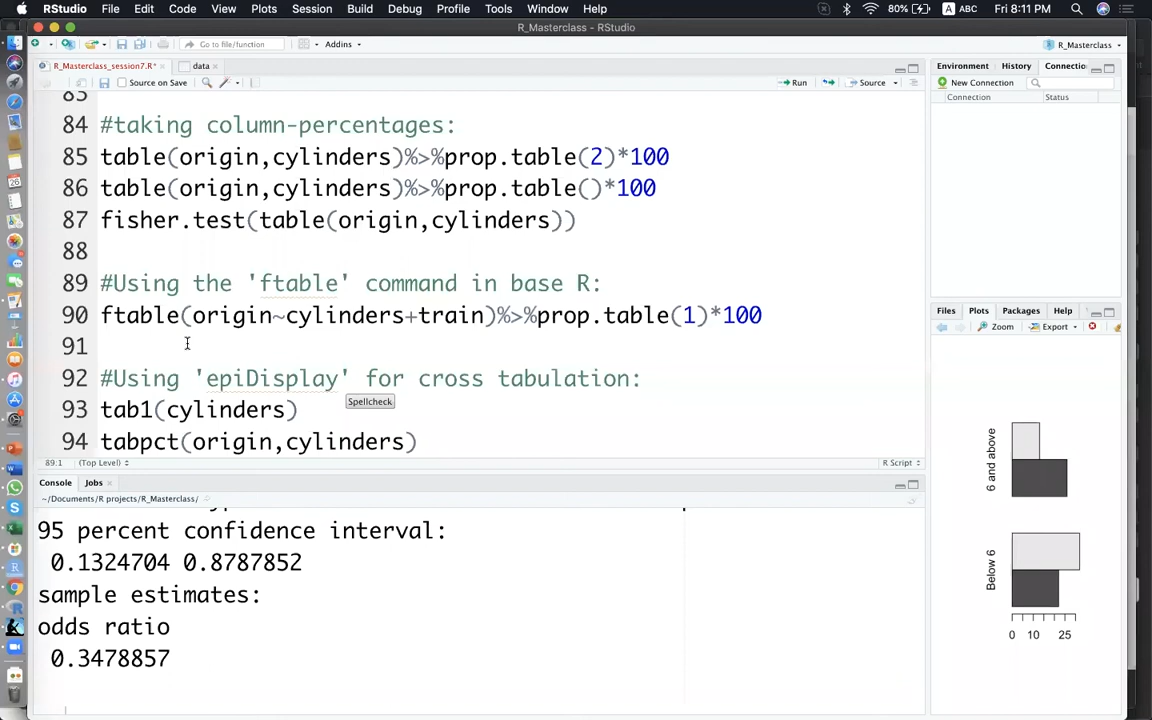 RStudio File Edit Code View Plots Session Build Debug Profile Tools Window Help 80% A ABC Fri 8:11 PM
R_Masterclass - RStudio
Go to file/function Addins R_Masterclass
R_Masterclass_session7.R* data
Source on Save Run Source
83
84 #taking column-percentages:
85 table(origin,cylinders)%>%prop.table(2)*100
86 table(origin,cylinders)%>%prop.table()*100
87 fisher.test(table(origin,cylinders))
88
89 #Using the 'ftable' command in base R:
90 ftable(origin~cylinders+train)%>%prop.table(1)*100
91
92 #Using 'epiDisplay' for cross tabulation:
Spellcheck
93 tab1(cylinders)
94 tabpct(origin,cylinders)
89:1 (Top Level) R Script
Console Jobs
~/Documents/R projects/R_Masterclass/
95 percent confidence interval:
0.1324704 0.8787852
sample estimates:
odds ratio
0.3478857
Environment History Connectio
New Connection
Connection Status
Files Plots Packages Help
Zoom Export
6 and above
Below 6
0 10 25